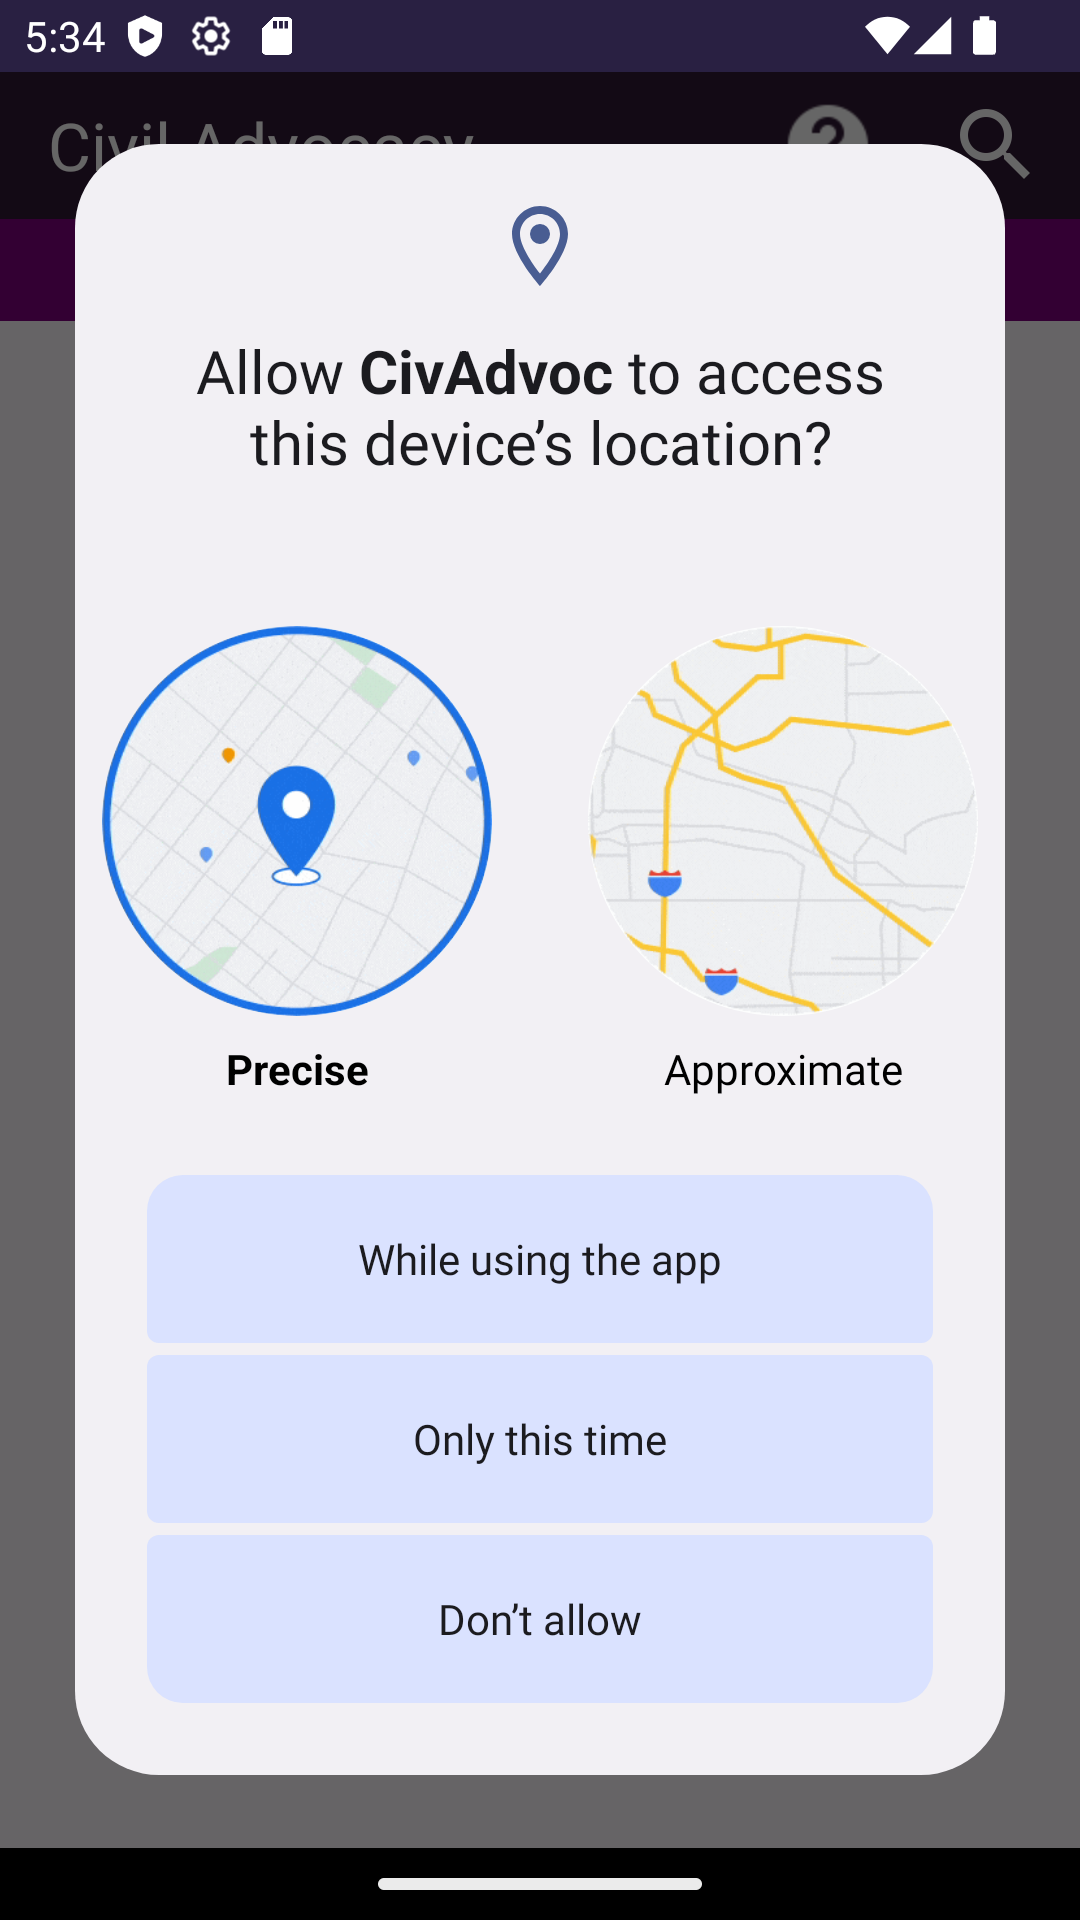 5:34
Civil Advocacy
Allow CivAdvoc to access
this device’s location?
Precise
Approximate
While using the app
Only this time
Don’t allow